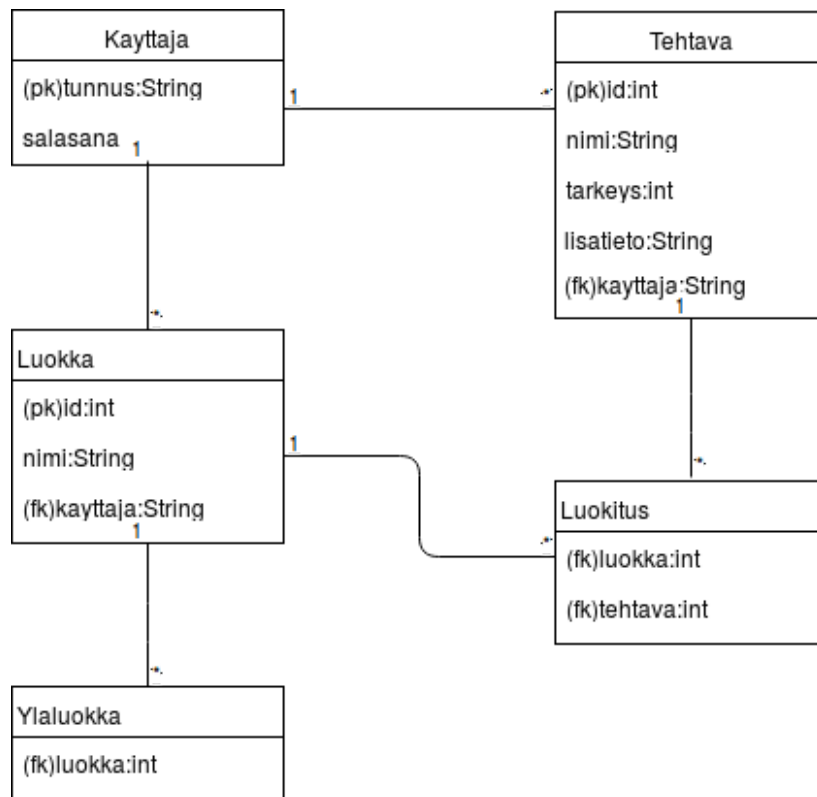 Kayttaja
(pk)tunnus:String
salasana
1
1
*
Tehtava
(pk)id:int
nimi:String
tarkeys:int
lisatieto:String
(fk)kayttaja:String
1
*
*
Luokka
(pk)id:int
nimi:String
(fk)kayttaja:String
1
1
*
*
Luokitus
(fk)luokka:int
(fk)tehtava:int
Ylaluokka
(fk)luokka:int